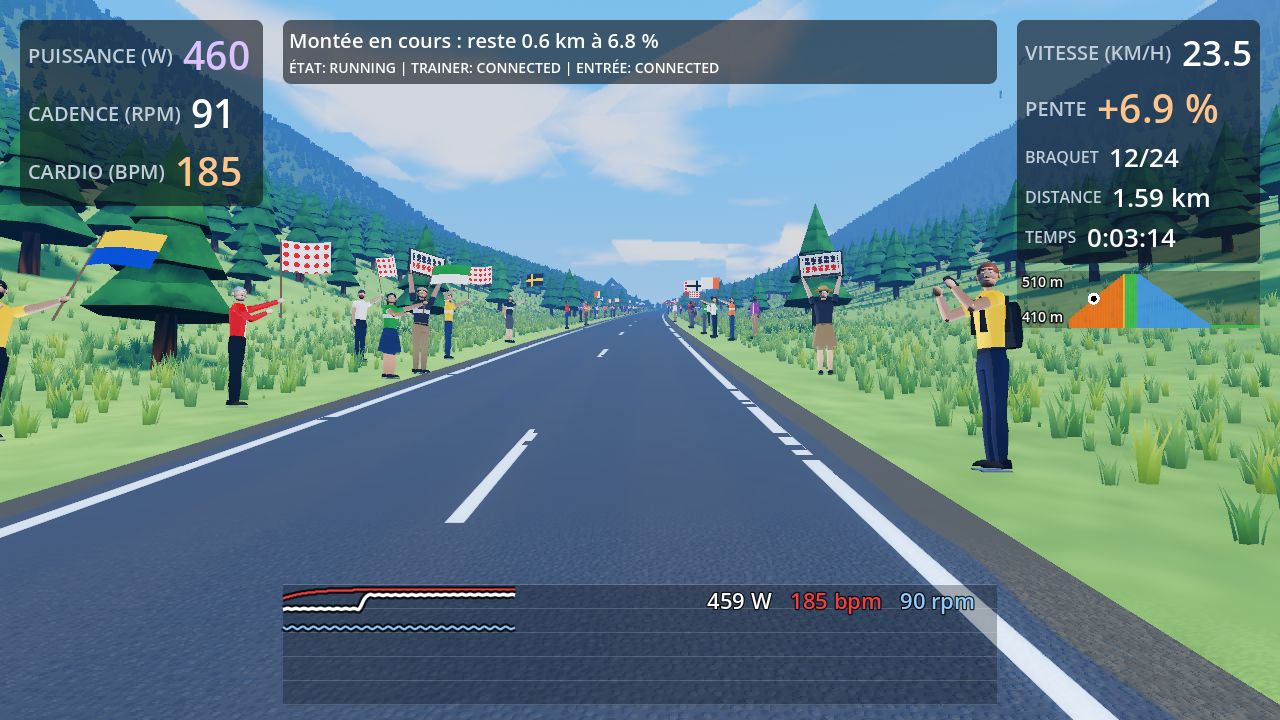 PUISSANCE (W) 460
CADENCE (RPM) 91
CARDIO (BPM) 185
Montée en cours : reste 0.6 km à 6.8 %
ÉTAT: RUNNING | TRAINER: CONNECTED | ENTRÉE: CONNECTED
VITESSE (KM/H) 23.5
PENTE +6.9 %
BRAQUET 12/24
DISTANCE 1.59 km
TEMPS 0:03:14
510 m
410 m
459 W 185 bpm 90 rpm